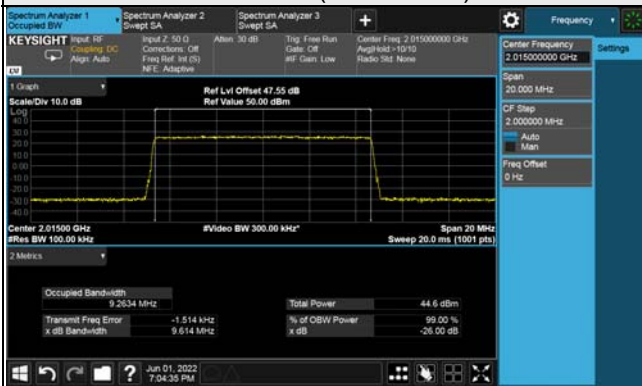 Spectrum Analyzer 1
Occupied BW
Spectrum Analyzer 2
Swept SA
Spectrum Analyzer 3
Swept SA
+
Frequency
KEYSIGHT
Input: RF
Coupling: DC
Align: Auto
Input Z: 50 Ω
Corrections: Off
Freq Ref: Int (S)
NFE: Adaptive
Atten: 30 dB
Trig: Free Run
Gate: Off
#IF Gain: Low
Center Freq: 2.015000000 GHz
Avg|Hold:>10/10
Radio Std: None
Center Frequency
2.015000000 GHz
Settings
Span
20.000 MHz
CF Step
2.000000 MHz
Auto
Man
Freq Offset
0 Hz
1 Graph
Scale/Div 10.0 dB
Ref Lvl Offset 47.55 dB
Ref Value 50.00 dBm
Log
40.0
30.0
20.0
10.0
0.00
-10.0
-20.0
-30.0
-40.0
Center 2.01500 GHz
#Res BW 100.00 kHz
#Video BW 300.00 kHz*
Span 20 MHz
Sweep 20.0 ms (1001 pts)
2 Metrics
Occupied Bandwidth
9.2634 MHz
Total Power
44.6 dBm
Transmit Freq Error
-1.514 kHz
% of OBW Power
99.00 %
x dB Bandwidth
9.614 MHz
x dB
-26.00 dB
?
Jun 01, 2022
7:04:35 PM